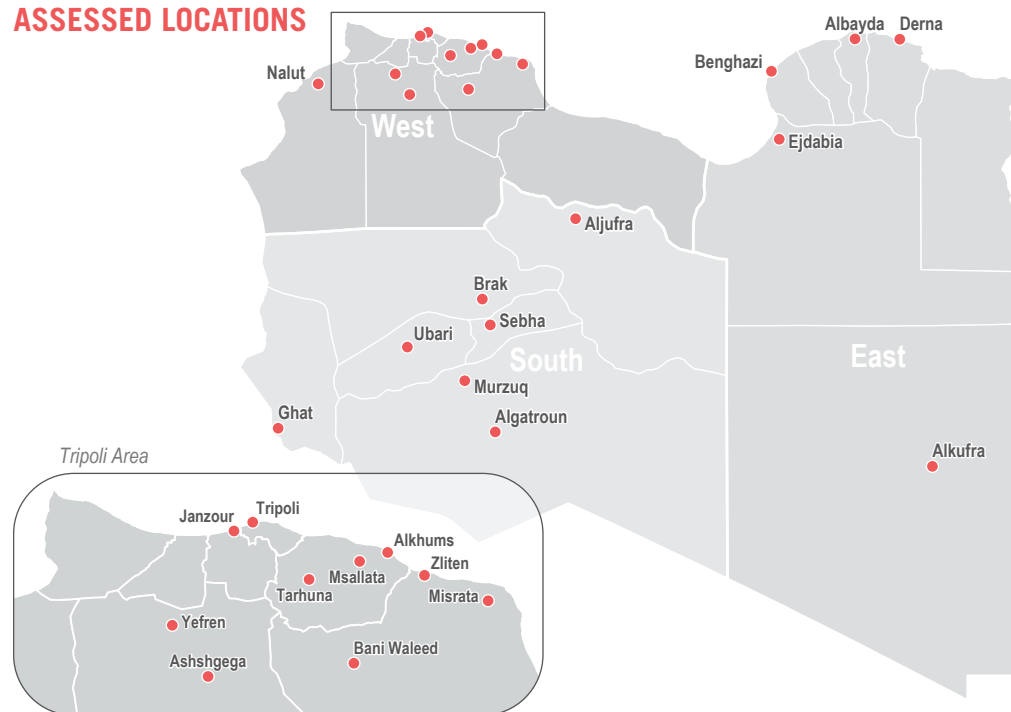 ASSESSED LOCATIONS
Albayda
Derna
Nalut
Benghazi
West
Ejdabia
Aljufra
Brak
Sebha
Ubari
South
East
Murzuq
Ghat
Algatroun
Alkufra
Tripoli Area
Janzour
Tripoli
Alkhums
Zliten
Msallata
Tarhuna
Misrata
Yefren
Bani Waleed
Ashshgega